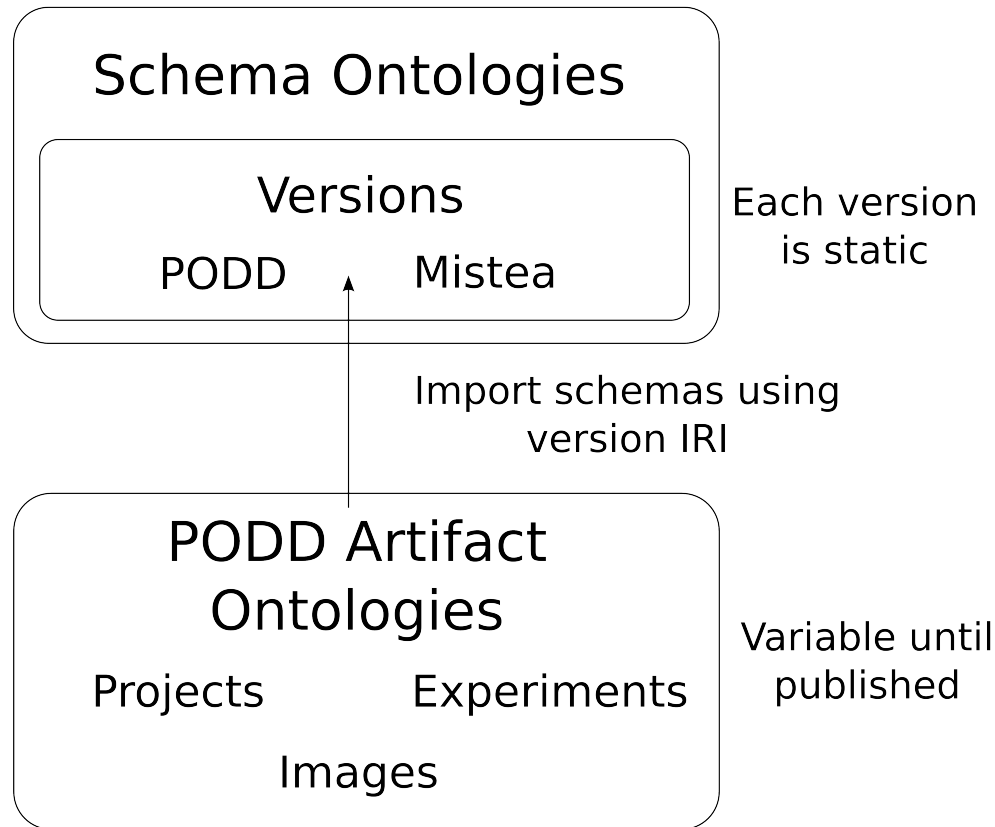 Schema Ontologies
Versions
PODD Mistea
Each version
is static
Import schemas using
version IRI
PODD Artifact
Ontologies
Projects Experiments
Images
Variable until
published